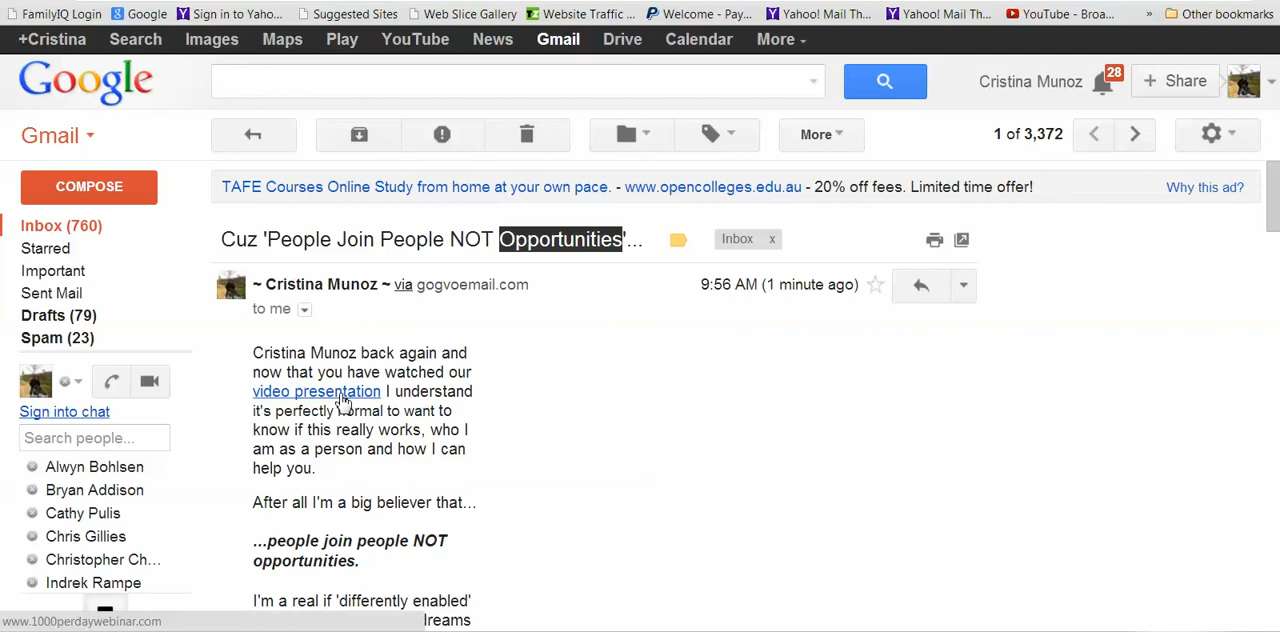 FamilyIQ Login Google Sign in to Yaho... Suggested Sites Web Slice Gallery Website Traffic ... Welcome - Pay... Yahoo! Mail Th... Yahoo! Mail Th... YouTube - Broa... » Other bookmarks
+Cristina Search Images Maps Play YouTube News Gmail Drive Calendar More
Google Cristina Munoz 28 + Share
Gmail More 1 of 3,372
COMPOSE
TAFE Courses Online Study from home at your own pace. - www.opencolleges.edu.au - 20% off fees. Limited time offer! Why this ad?
Inbox (760)
Starred
Important
Sent Mail
Drafts (79)
Spam (23)
Sign into chat
Search people...
Alwyn Bohlsen
Bryan Addison
Cathy Pulis
Chris Gillies
Christopher Ch...
Indrek Rampe
Cuz 'People Join People NOT Opportunities'... Inbox x
~ Cristina Munoz ~ via gogvoemail.com 9:56 AM (1 minute ago)
to me
Cristina Munoz back again and
now that you have watched our
video presentation I understand
it's perfectly normal to want to
know if this really works, who I
am as a person and how I can
help you.
After all I'm a big believer that...
...people join people NOT
opportunities.
I'm a real if 'differently enabled'
dreams
www.1000perdaywebinar.com